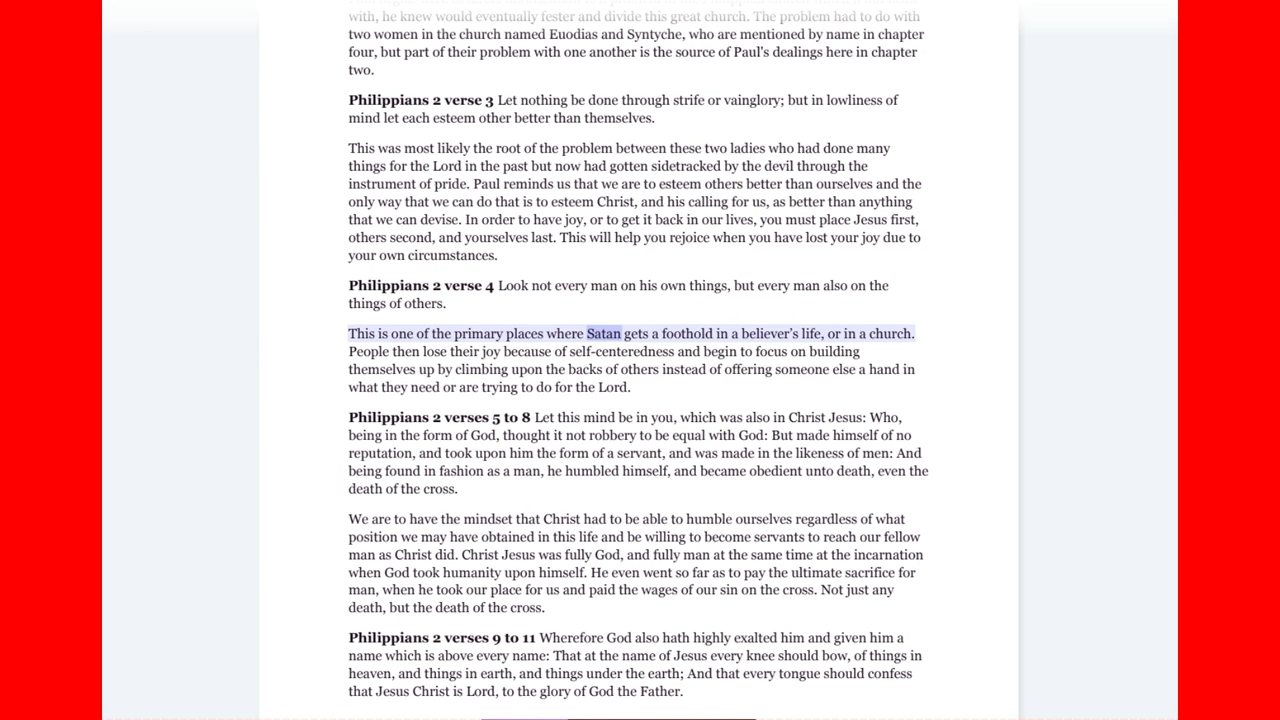 with, he knew would eventually fester and divide this great church. The problem had to do with
two women in the church named Euodias and Syntyche, who are mentioned by name in chapter
four, but part of their problem with one another is the source of Paul's dealings here in chapter
two.
Philippians 2 verse 3 Let nothing be done through strife or vainglory; but in lowliness of
mind let each esteem other better than themselves.
This was most likely the root of the problem between these two ladies who had done many
things for the Lord in the past but now had gotten sidetracked by the devil through the
instrument of pride. Paul reminds us that we are to esteem others better than ourselves and the
only way that we can do that is to esteem Christ, and his calling for us, as better than anything
that we can devise. In order to have joy, or to get it back in our lives, you must place Jesus first,
others second, and yourselves last. This will help you rejoice when you have lost your joy due to
your own circumstances.
Philippians 2 verse 4 Look not every man on his own things, but every man also on the
things of others.
This is one of the primary places where Satan gets a foothold in a believer’s life, or in a church.
People then lose their joy because of self-centeredness and begin to focus on building
themselves up by climbing upon the backs of others instead of offering someone else a hand in
what they need or are trying to do for the Lord.
Philippians 2 verses 5 to 8 Let this mind be in you, which was also in Christ Jesus: Who,
being in the form of God, thought it not robbery to be equal with God: But made himself of no
reputation, and took upon him the form of a servant, and was made in the likeness of men: And
being found in fashion as a man, he humbled himself, and became obedient unto death, even the
death of the cross.
We are to have the mindset that Christ had to be able to humble ourselves regardless of what
position we may have obtained in this life and be willing to become servants to reach our fellow
man as Christ did. Christ Jesus was fully God, and fully man at the same time at the incarnation
when God took humanity upon himself. He even went so far as to pay the ultimate sacrifice for
man, when he took our place for us and paid the wages of our sin on the cross. Not just any
death, but the death of the cross.
Philippians 2 verses 9 to 11 Wherefore God also hath highly exalted him and given him a
name which is above every name: That at the name of Jesus every knee should bow, of things in
heaven, and things in earth, and things under the earth; And that every tongue should confess
that Jesus Christ is Lord, to the glory of God the Father.